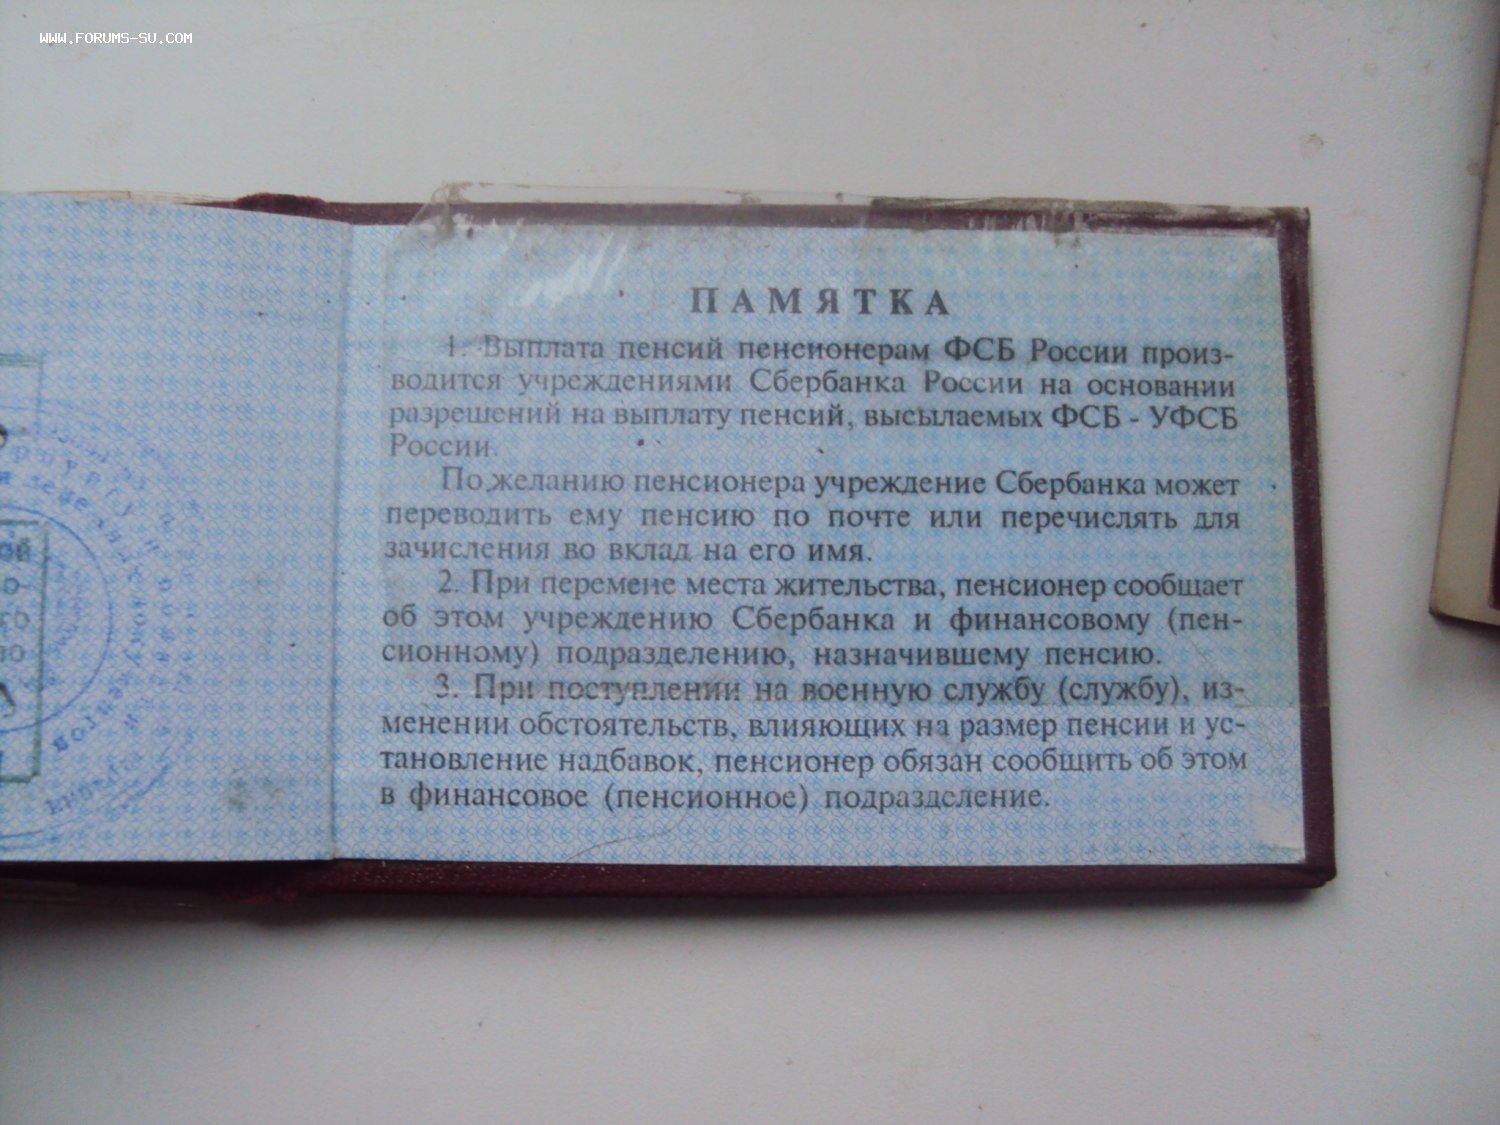 WWW.FORUMS-SU.COM
ПАМЯТКА
1. Выплата пенсий пенсионерам ФСБ России произ-
водится учреждениями Сбербанка России на основании
разрешений на выплату пенсий, высылаемых ФСБ - УФСБ
России.
По желанию пенсионера учреждение Сбербанка может
переводить ему пенсию по почте или перечислять для
зачисления во вклад на его имя.
2. При перемене места жительства, пенсионер сообщает
об этом учреждению Сбербанка и финансовому (пен-
сионному) подразделению, назначившему пенсию.
3. При поступлении на военную службу (службу), из-
менении обстоятельств, влияющих на размер пенсии и ус-
тановление надбавок, пенсионер обязан сообщить об этом
в финансовое (пенсионное) подразделение.